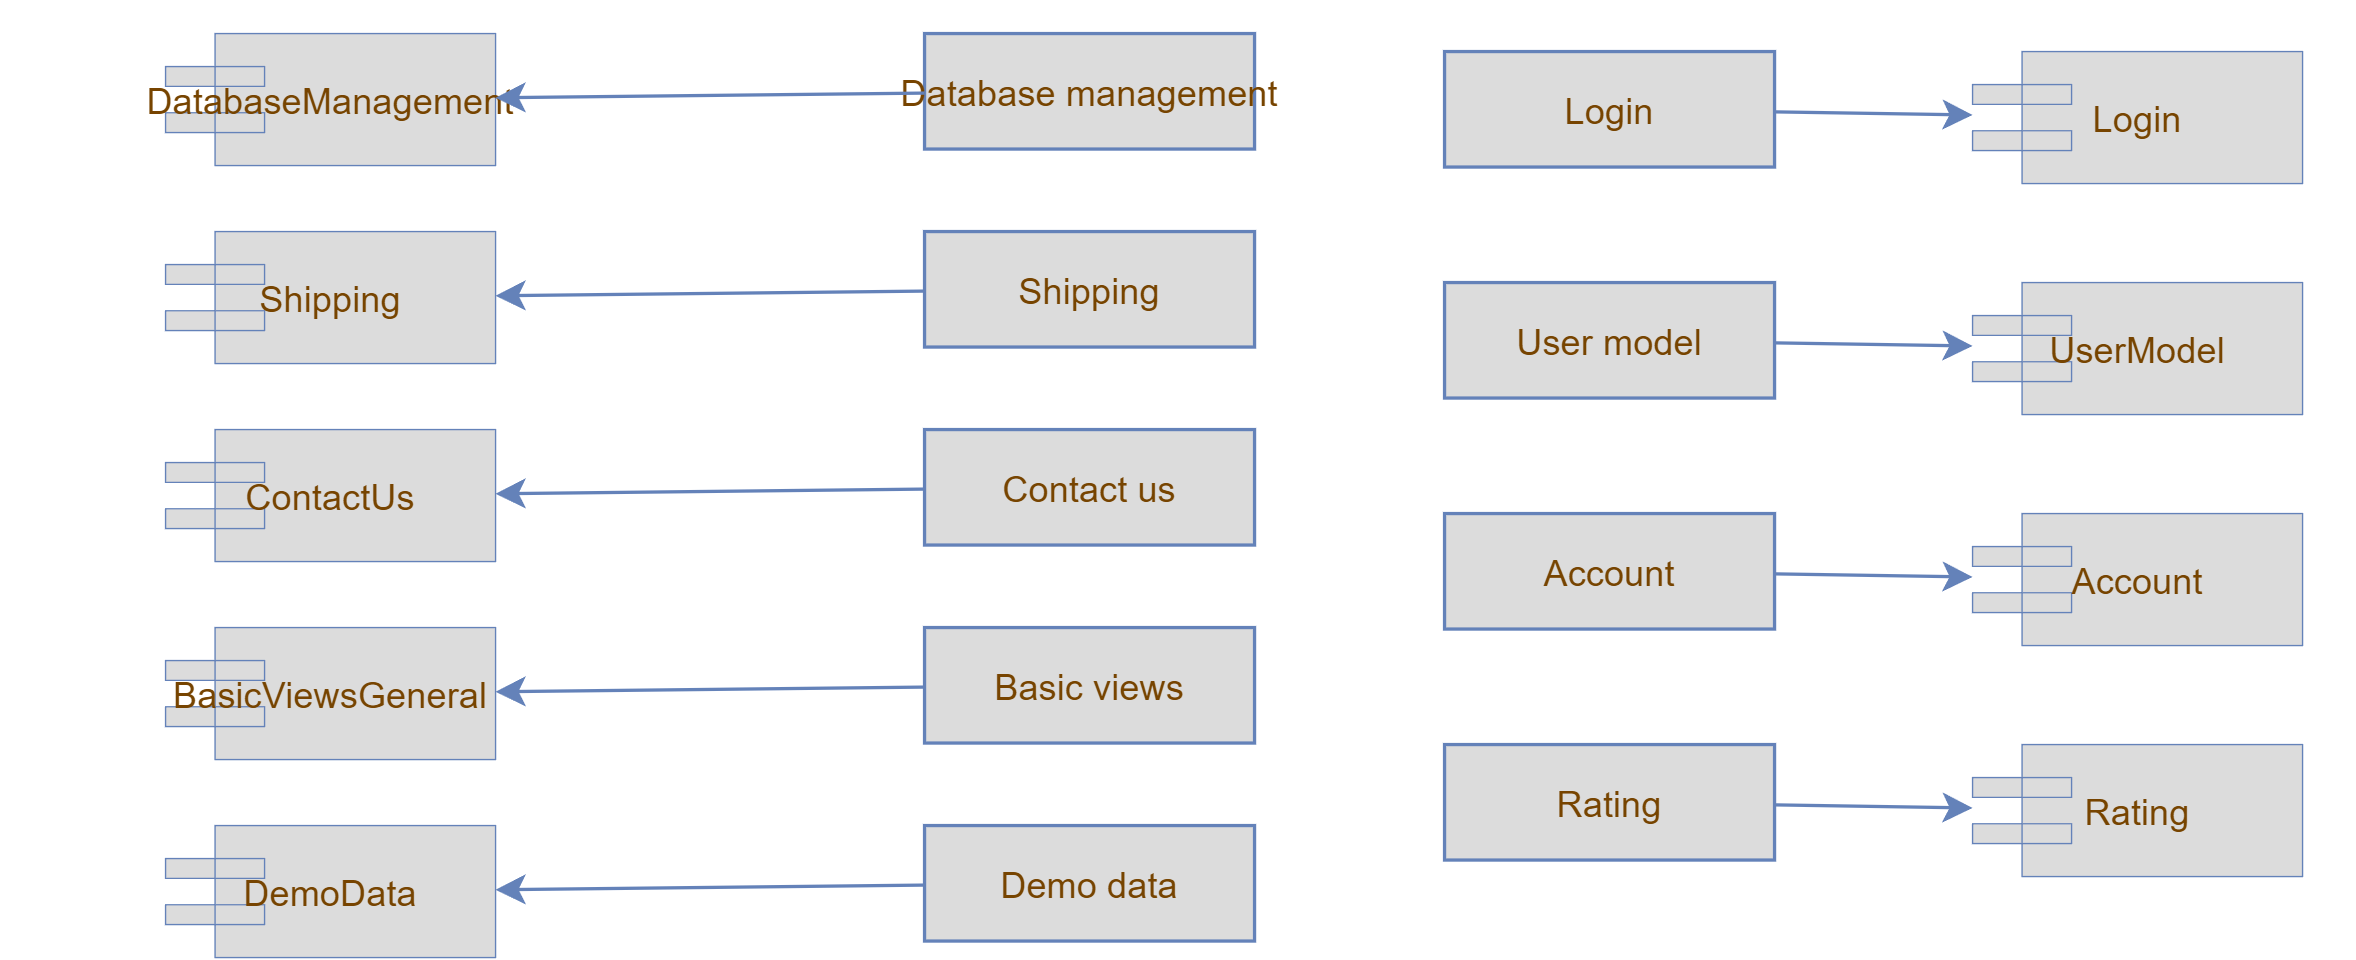 DatabaseManagement
Database management
Login
Login
Shipping
Shipping
User model
UserModel
ContactUs
Contact us
Account
Account
BasicViewsGeneral
Basic views
Rating
Rating
DemoData
Demo data